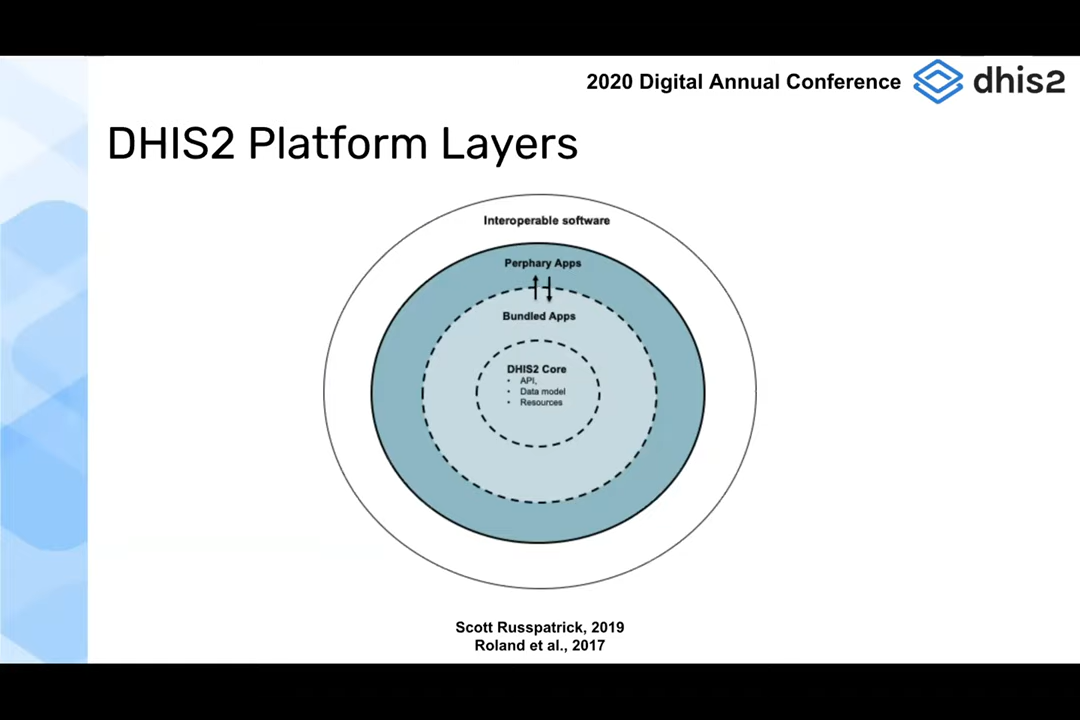 2020 Digital Annual Conference dhis2
DHIS2 Platform Layers
Interoperable software
Perphary Apps
Bundled Apps
DHIS2 Core
• API,
• Data model
• Resources
Scott Russpatrick, 2019
Roland et al., 2017